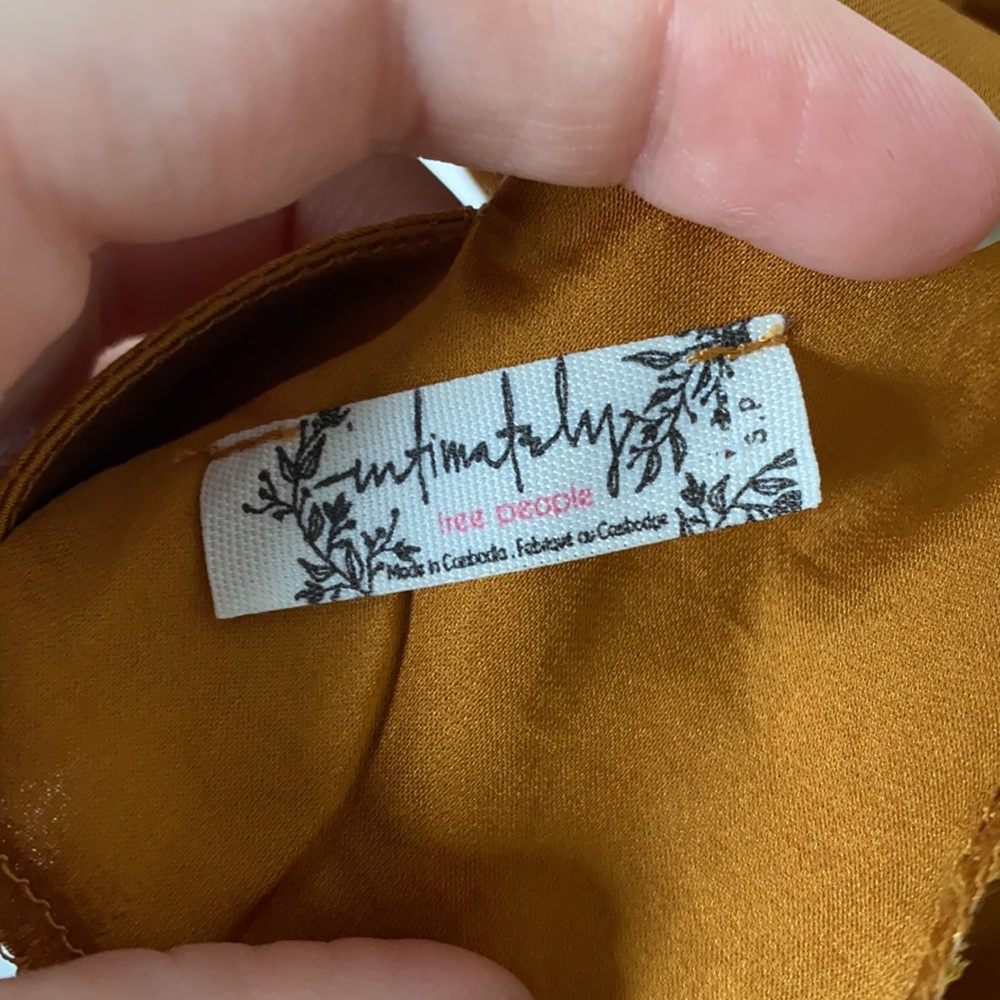 intimately
free people
Made in Cambodia . Fabriqué au Cambodge
S.P